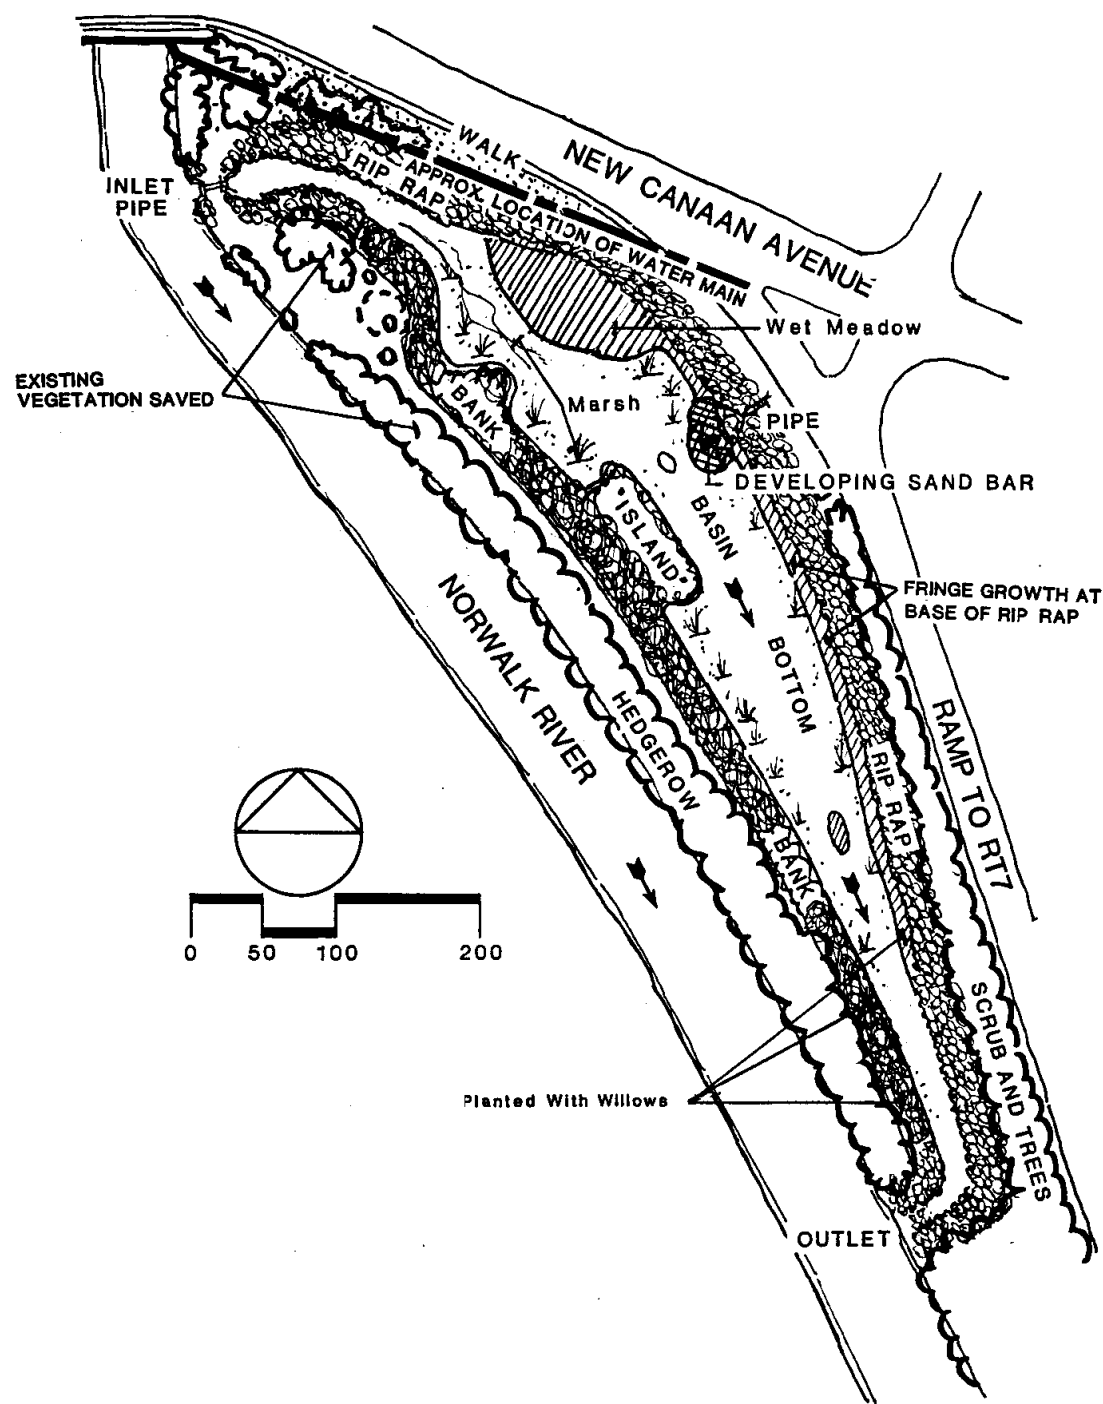 WALK
NEW CANAAN AVENUE
RIP RAP
APPROX. LOCATION OF WATER MAIN
INLET
PIPE
Wet Meadow
EXISTING
VEGETATION SAVED
BANK
Marsh
PIPE
DEVELOPING SAND BAR
"ISLAND"
BASIN
BOTTOM
FRINGE GROWTH AT
BASE OF RIP RAP
NORWALK RIVER
HEDGEROW
RIP RAP
RAMP TO RT7
BANK
0 50 100 200
SCRUB AND TREES
Planted With Willows
OUTLET